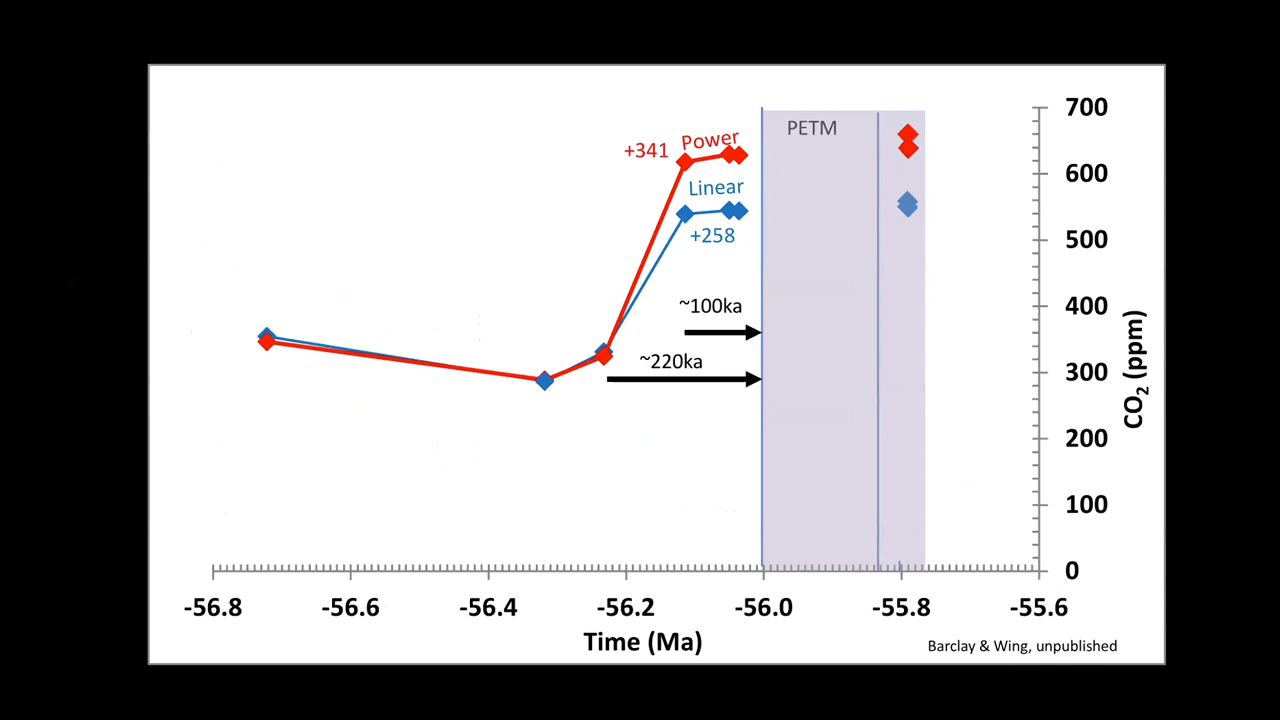 700
PETM
Power
+341
600
Linear
500
+258
400
~100ka
~220ka
300
CO₂ (ppm)
200
100
0
-56.8 -56.6 -56.4 -56.2 -56.0 -55.8 -55.6
Time (Ma)
Barclay & Wing, unpublished